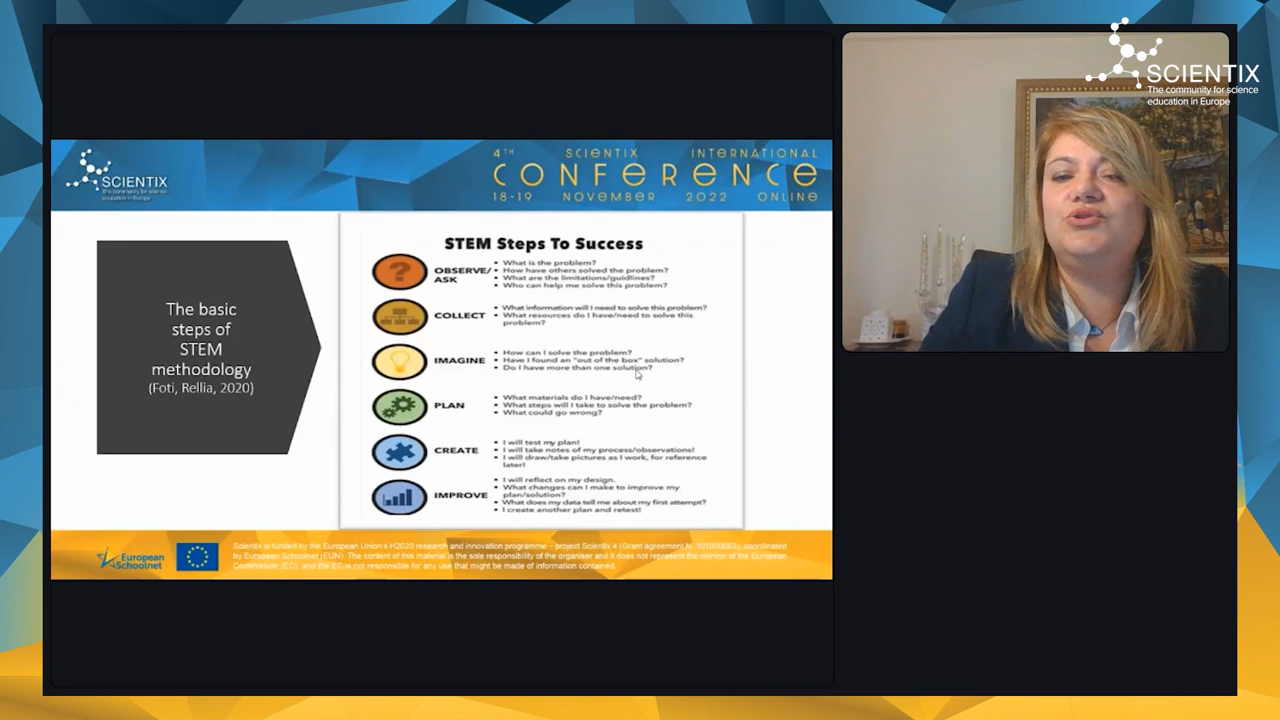 SCIENTIX
The community for science
education in Europe
SCIENTIX
The community for science
education in Europe
4TH SCIENTIX INTERNATIONAL
CONFERENCE
18-19 NOVEMBER 2022 ONLINE
The basic
steps of
STEM
methodology
(Foti, Rellia, 2020)
STEM Steps To Success
OBSERVE/
ASK
• What is the problem?
• How have others solved the problem?
• What are the limitations/guidlines?
• Who can help me solve this problem?
COLLECT
• What information will I need to solve this problem?
• What resources do I have/need to solve this
problem?
IMAGINE
• How can I solve the problem?
• Have I found an "out of the box" solution?
• Do I have more than one solution?
PLAN
• What materials do I have/need?
• What steps will I take to solve the problem?
• What could go wrong?
CREATE
• I will test my plan!
• I will take notes of my process/observations!
• I will draw/take pictures as I work, for reference
later!
IMPROVE
• I will reflect on my design.
• What changes can I make to improve my
plan/solution?
• What does my data tell me about my first attempt?
• I create another plan and retest!
European
Schoolnet
Scientix is funded by the European Union's H2020 research and innovation programme – project Scientix 4 (Grant agreement N. 101000063), coordinated
by European Schoolnet (EUN). The content of this material is the sole responsibility of the organiser and it does not represent the opinion of the European
Commission (EC), and the EC is not responsible for any use that might be made of information contained.